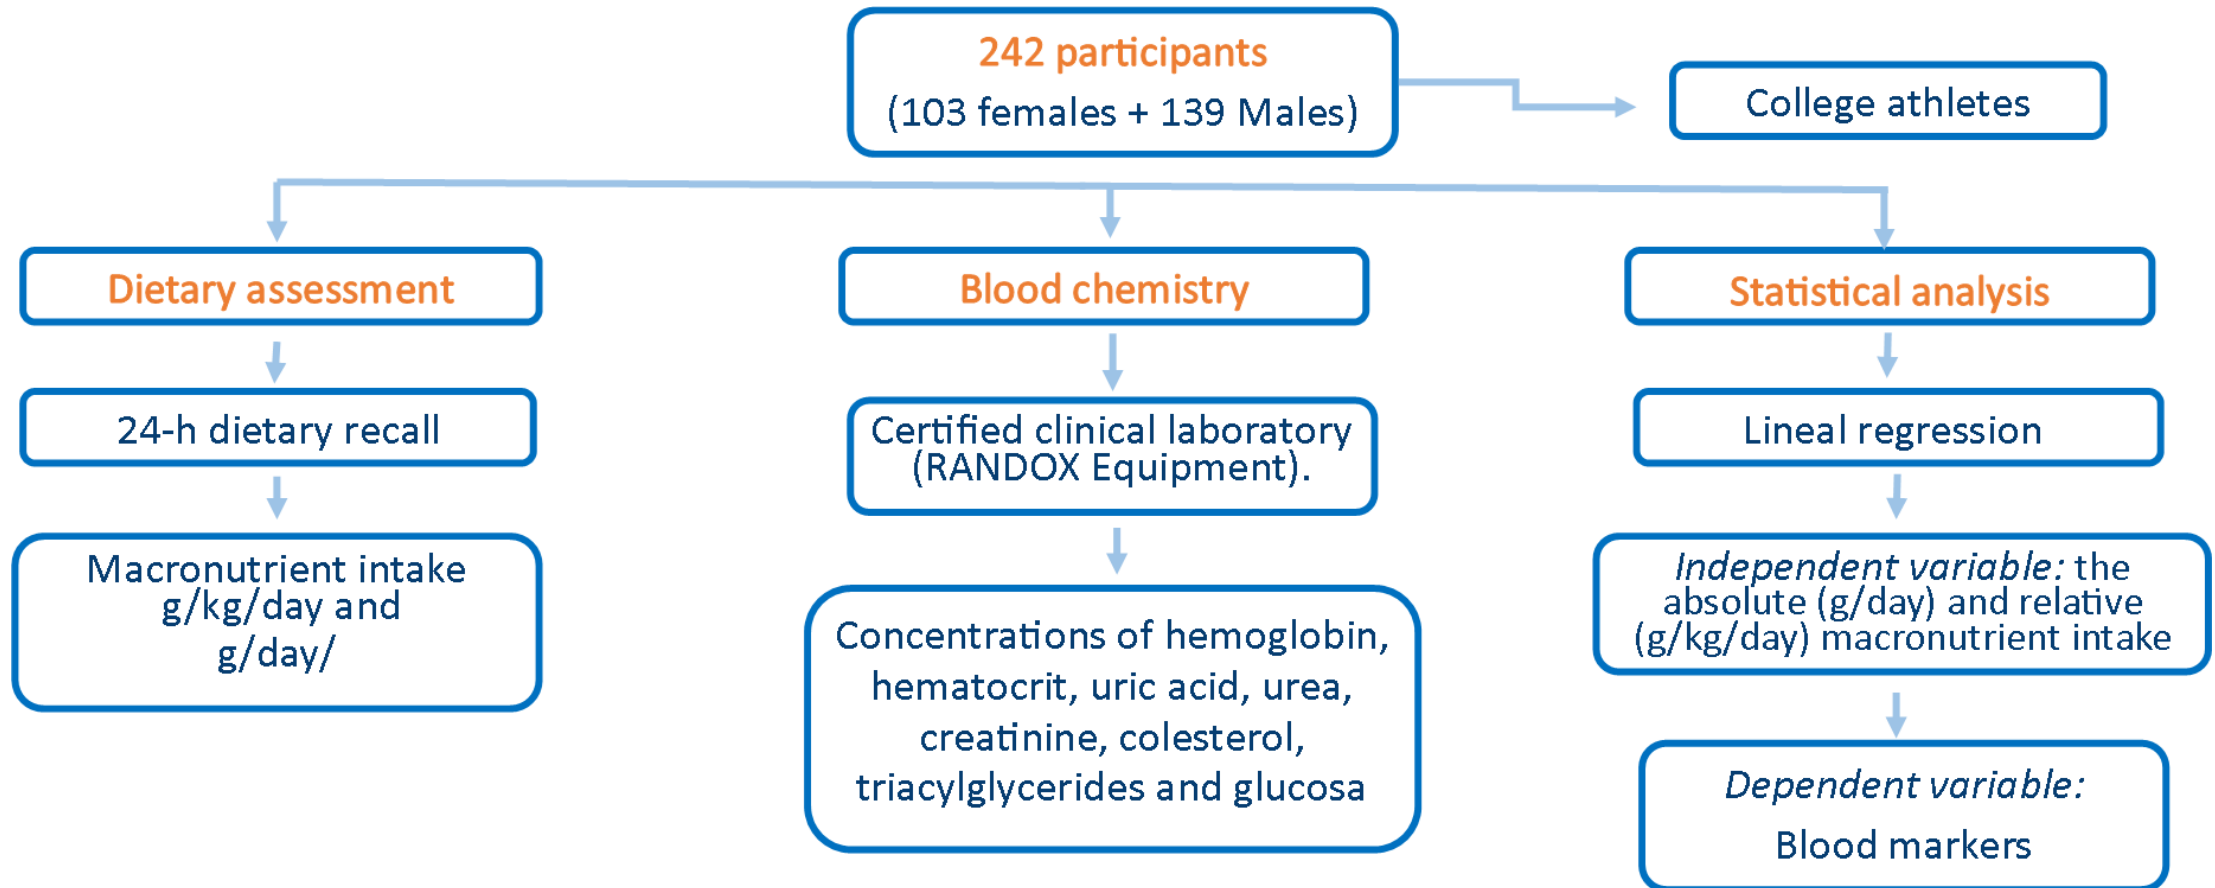 242 participants
(103 females + 139 Males)
College athletes
Dietary assessment
24-h dietary recall
Macronutrient intake
g/kg/day and
g/day/
Blood chemistry
Certified clinical laboratory
(RANDOX Equipment).
Concentrations of hemoglobin,
hematocrit, uric acid, urea,
creatinine, colesterol,
triacylglycerides and glucosa
Statistical analysis
Lineal regression
Independent variable: the
absolute (g/day) and relative
(g/kg/day) macronutrient intake
Dependent variable:
Blood markers